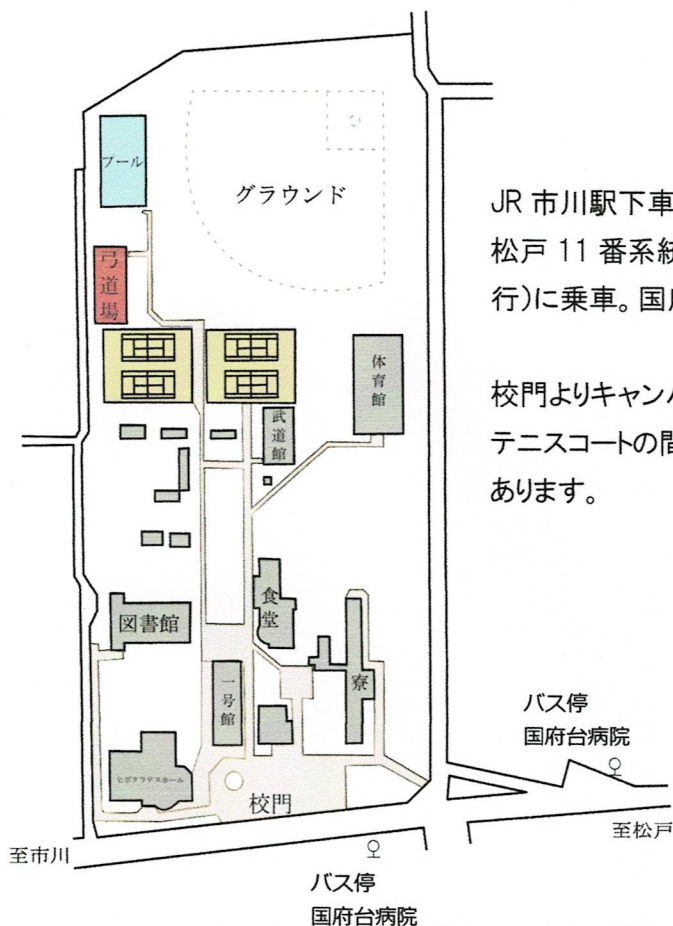 プール
グラウンド
弓道場
体育館
武道館
JR 市川駅下車
松戸 11 番系統
行)に乗車。国
校門よりキャン
テニスコートの間
あります。
食堂
図書館
一号館
寮
ヒポクラテスホール
校門
バス停
国府台病院
至市川
至松戸
バス停
国府台病院